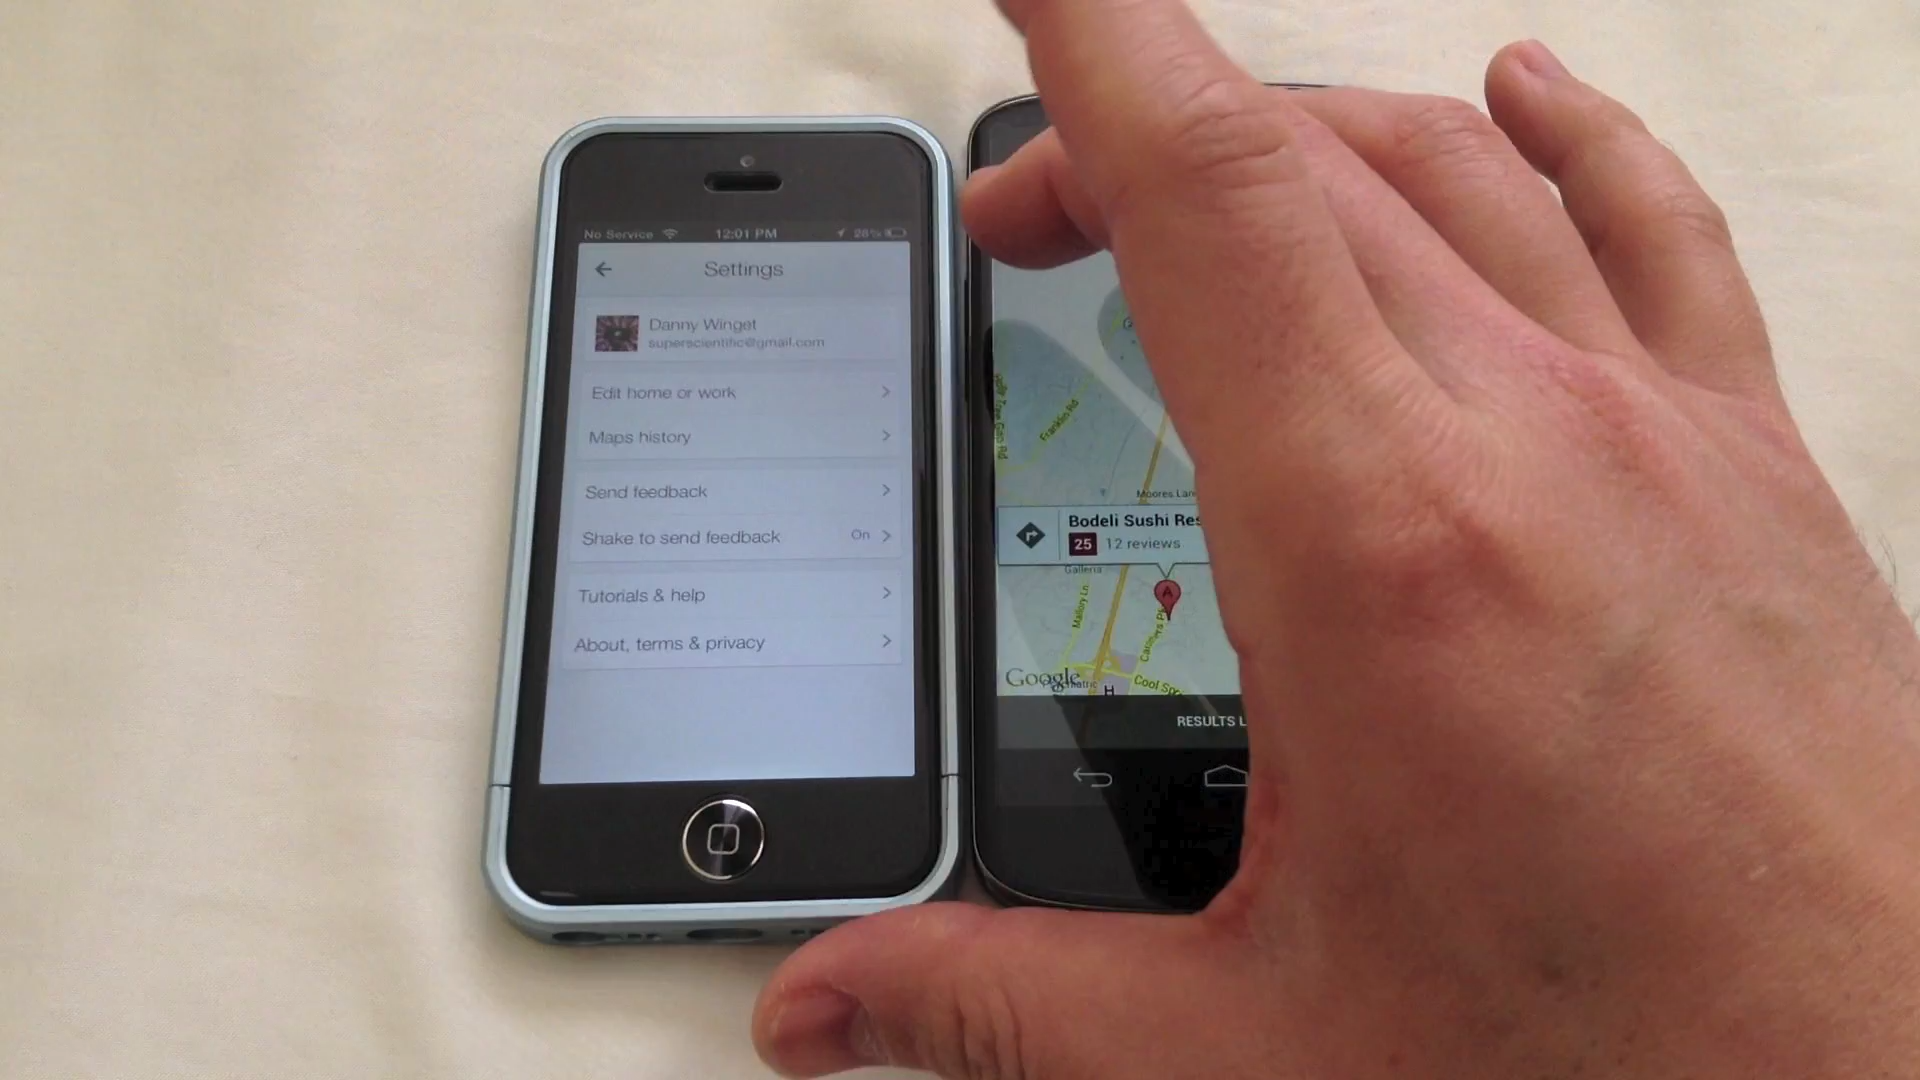 No Service 12:01 PM 28%
Settings
Danny Winget
superscientific@gmail.com
Edit home or work
Maps history
Send feedback
Shake to send feedback On
Tutorials & help
About, terms & privacy
Franklin Rd
Moores Lan
Bodeli Sushi Res
25 12 reviews
Galleria
A
Mallory Ln
Google
H
Cool Spr
RESULTS L